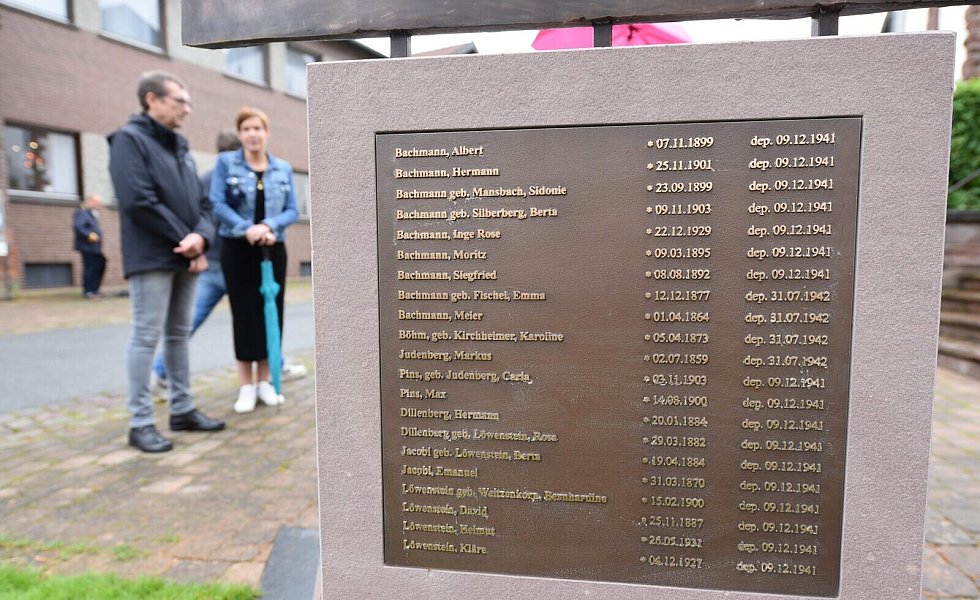 Bachmann, Albert * 07.11.1899 dep. 09.12.1941
Bachmann, Hermann * 25.11.1901 dep. 09.12.1941
Bachmann geb. Mansbach, Sidonie * 23.09.1899 dep. 09.12.1941
Bachmann geb. Silberberg, Berta * 09.11.1903 dep. 09.12.1941
Bachmann, Inge Rose * 22.12.1929 dep. 09.12.1941
Bachmann, Moritz * 09.03.1895 dep. 09.12.1941
Bachmann, Siegfried * 08.08.1892 dep. 09.12.1941
Bachmann geb. Fischel, Emma * 12.12.1877 dep. 31.07.1942
Bachmann, Meier * 01.04.1864 dep. 31.07.1942
Böhm, geb. Kirchheimer, Karoline * 05.04.1873 dep. 31.07.1942
Judenberg, Markus * 02.07.1859 dep. 31.07.1942
Pins, geb. Judenberg, Carla * 03.11.1903 dep. 09.12.1941
Pins, Max * 14.08.1900 dep. 09.12.1941
Dillenberg, Hermann * 20.01.1884 dep. 09.12.1941
Dillenberg geb. Löwenstein, Rosa * 29.03.1882 dep. 09.12.1941
Jacobi geb. Löwenstein, Berta * 19.04.1884 dep. 09.12.1941
Jacobi, Emanuel * 31.03.1870 dep. 09.12.1941
Löwenstein geb. Weitzenkorn, Bernhardine * 15.02.1900 dep. 09.12.1941
Löwenstein, David * 25.11.1887 dep. 09.12.1941
Löwenstein, Helmut * 26.05.1931 dep. 09.12.1941
Löwenstein, Kläre * 04.12.1927 dep. 09.12.1941